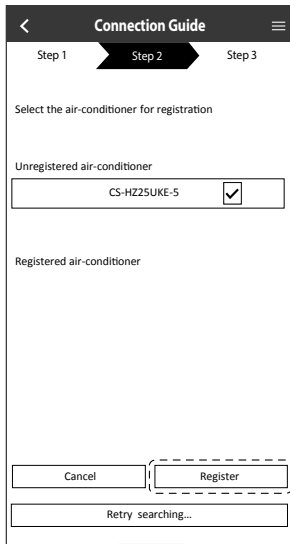 Connection Guide
Step 1 Step 2 Step 3
Select the air-conditioner for registration
Unregistered air-conditioner
CS-HZ25UKE-5
Registered air-conditioner
Cancel Register
Retry searching...